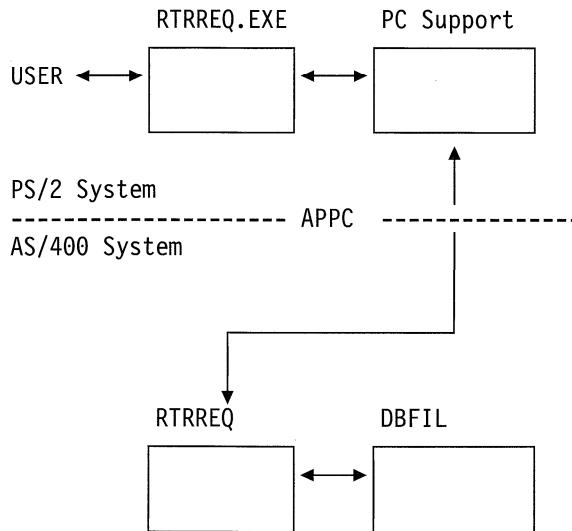 RTRREQ.EXE PC Support
USER
PS/2 System
APPC
AS/400 System
RTRREQ DBFIL